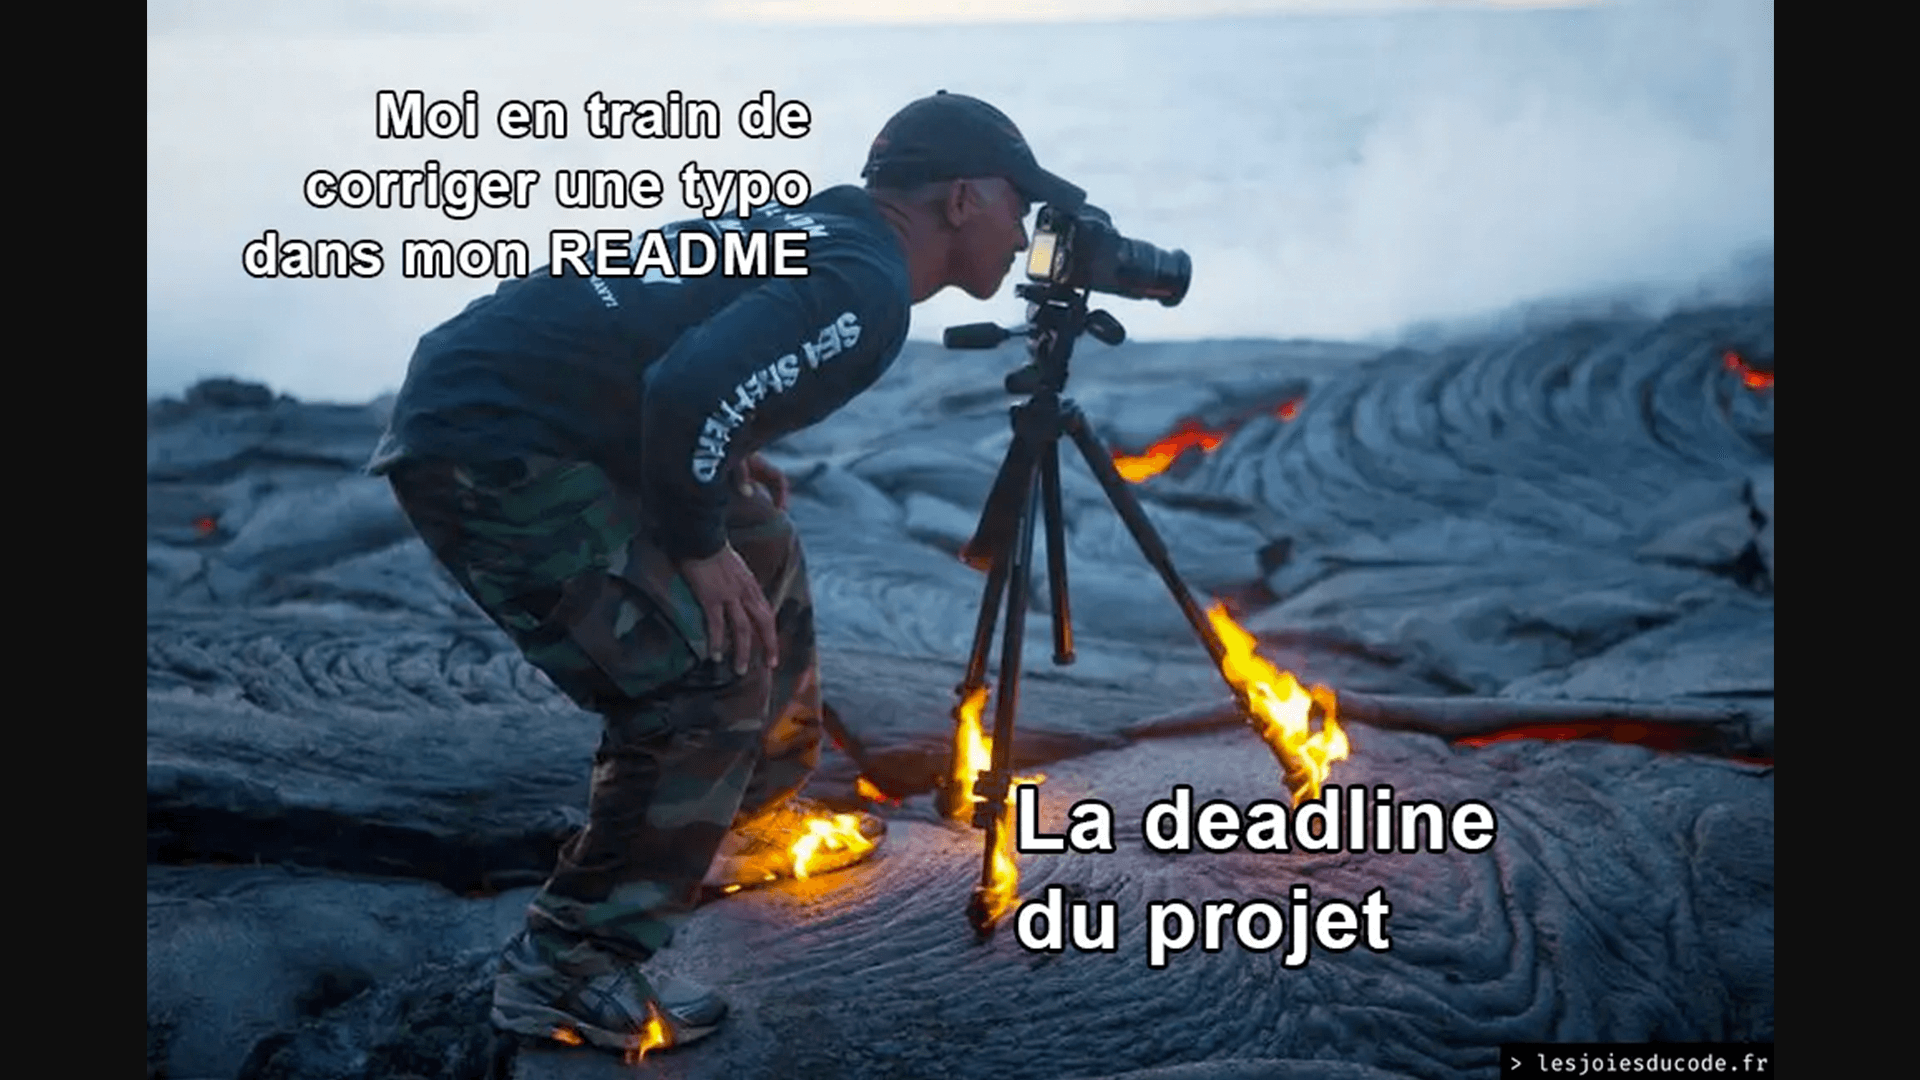 Moi en train de
corriger une typo
dans mon README
SEA SHEPHERD
La deadline
du projet
> lesjoiesducode.fr